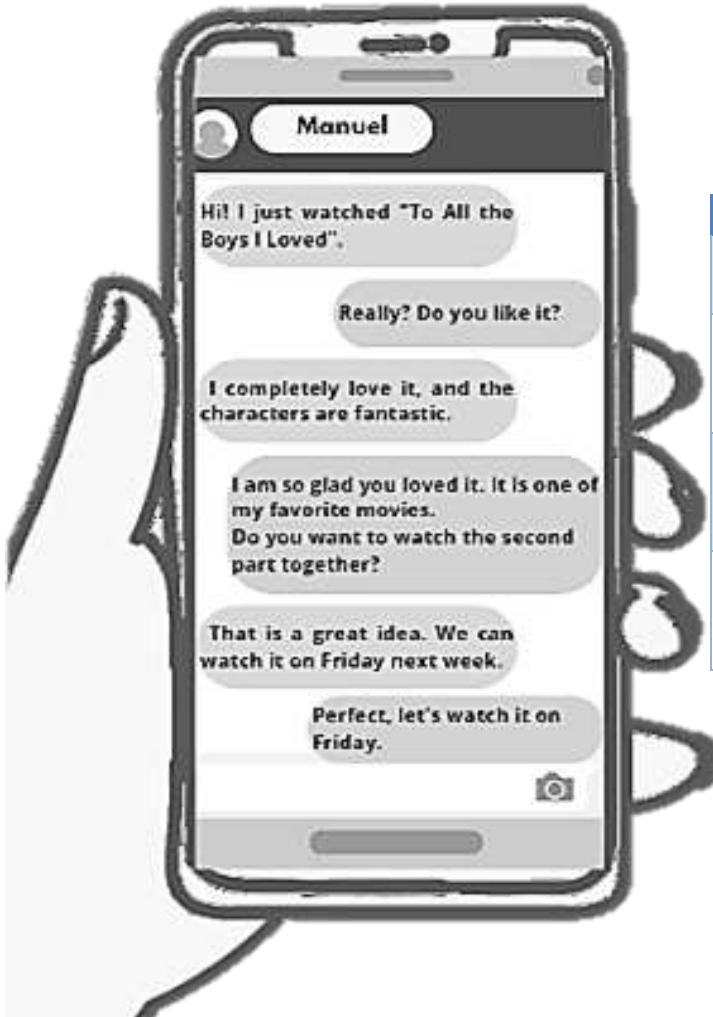 Manuel
Hi! I just watched "To All the
Boys I Loved".
Really? Do you like it?
I completely love it, and the
characters are fantastic.
I am so glad you loved it. It is one of
my favorite movies.
Do you want to watch the second
part together?
That is a great idea. We can
watch it on Friday next week.
Perfect, let's watch it on
Friday.